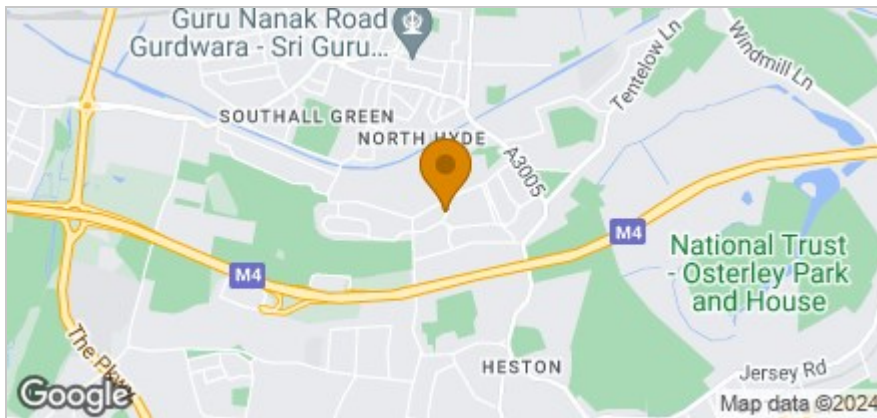 Guru Nanak Road
Gurdwara - Sri Guru...
Tentelow Ln
Windmill Ln
SOUTHALL GREEN
NORTH HYDE
A3005
M4
National Trust
- Osterley Park
and House
M4
The Pkwy
HESTON
Jersey Rd
Google
Map data ©2024